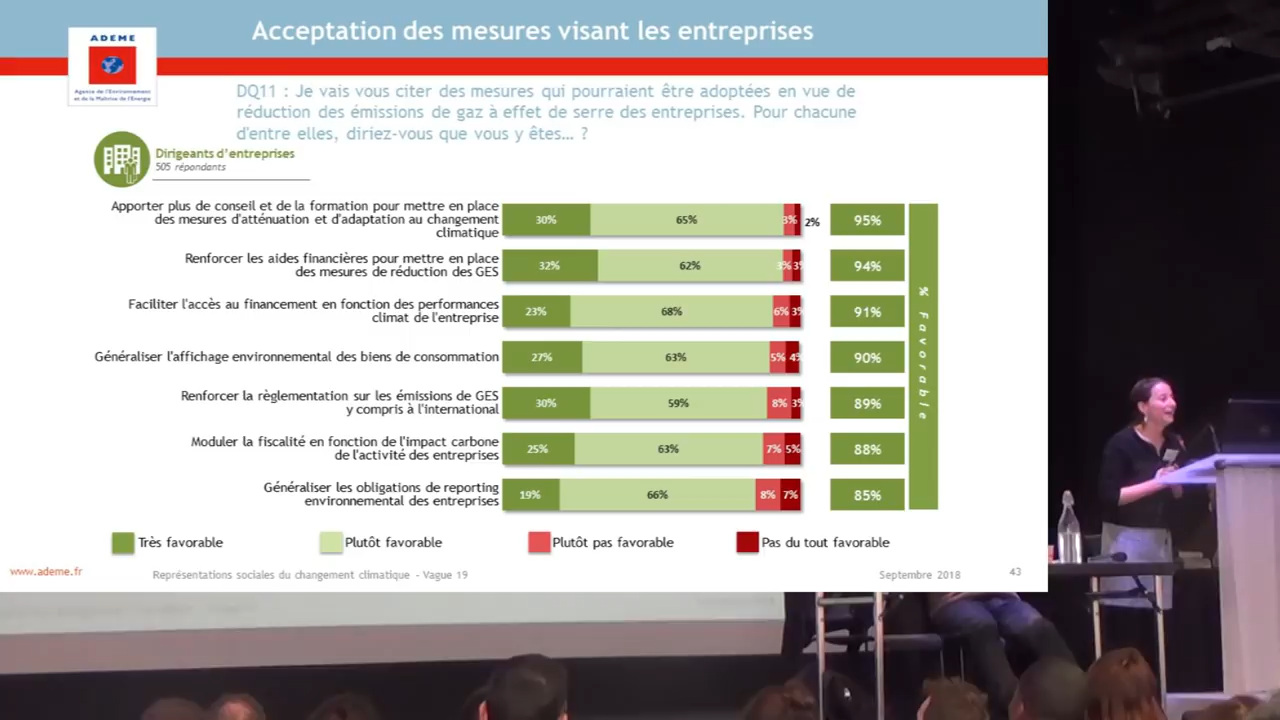 Acceptation des mesures visant les entreprises
ADEME
Agence de l'Environnement
et de la Maîtrise de l'Energie
DQ11 : Je vais vous citer des mesures qui pourraient être adoptées en vue de
réduction des émissions de gaz à effet de serre des entreprises. Pour chacune
d'entre elles, diriez-vous que vous y êtes… ?
Dirigeants d'entreprises
505 répondants
Apporter plus de conseil et de la formation pour mettre en place
des mesures d'atténuation et d'adaptation au changement
climatique
30% 65% 3% 2% 95%
Renforcer les aides financières pour mettre en place
des mesures de réduction des GES
32% 62% 3% 3% 94%
Faciliter l'accès au financement en fonction des performances
climat de l'entreprise
23% 68% 6% 3% 91%
Généraliser l'affichage environnemental des biens de consommation
27% 63% 5% 4% 90%
Renforcer la règlementation sur les émissions de GES
y compris à l'international
30% 59% 8% 3% 89%
Moduler la fiscalité en fonction de l'impact carbone
de l'activité des entreprises
25% 63% 7% 5% 88%
Généraliser les obligations de reporting
environnemental des entreprises
19% 66% 8% 7% 85%
% Favorable
Très favorable
Plutôt favorable
Plutôt pas favorable
Pas du tout favorable
www.ademe.fr
Représentations sociales du changement climatique - Vague 19
Septembre 2018
43